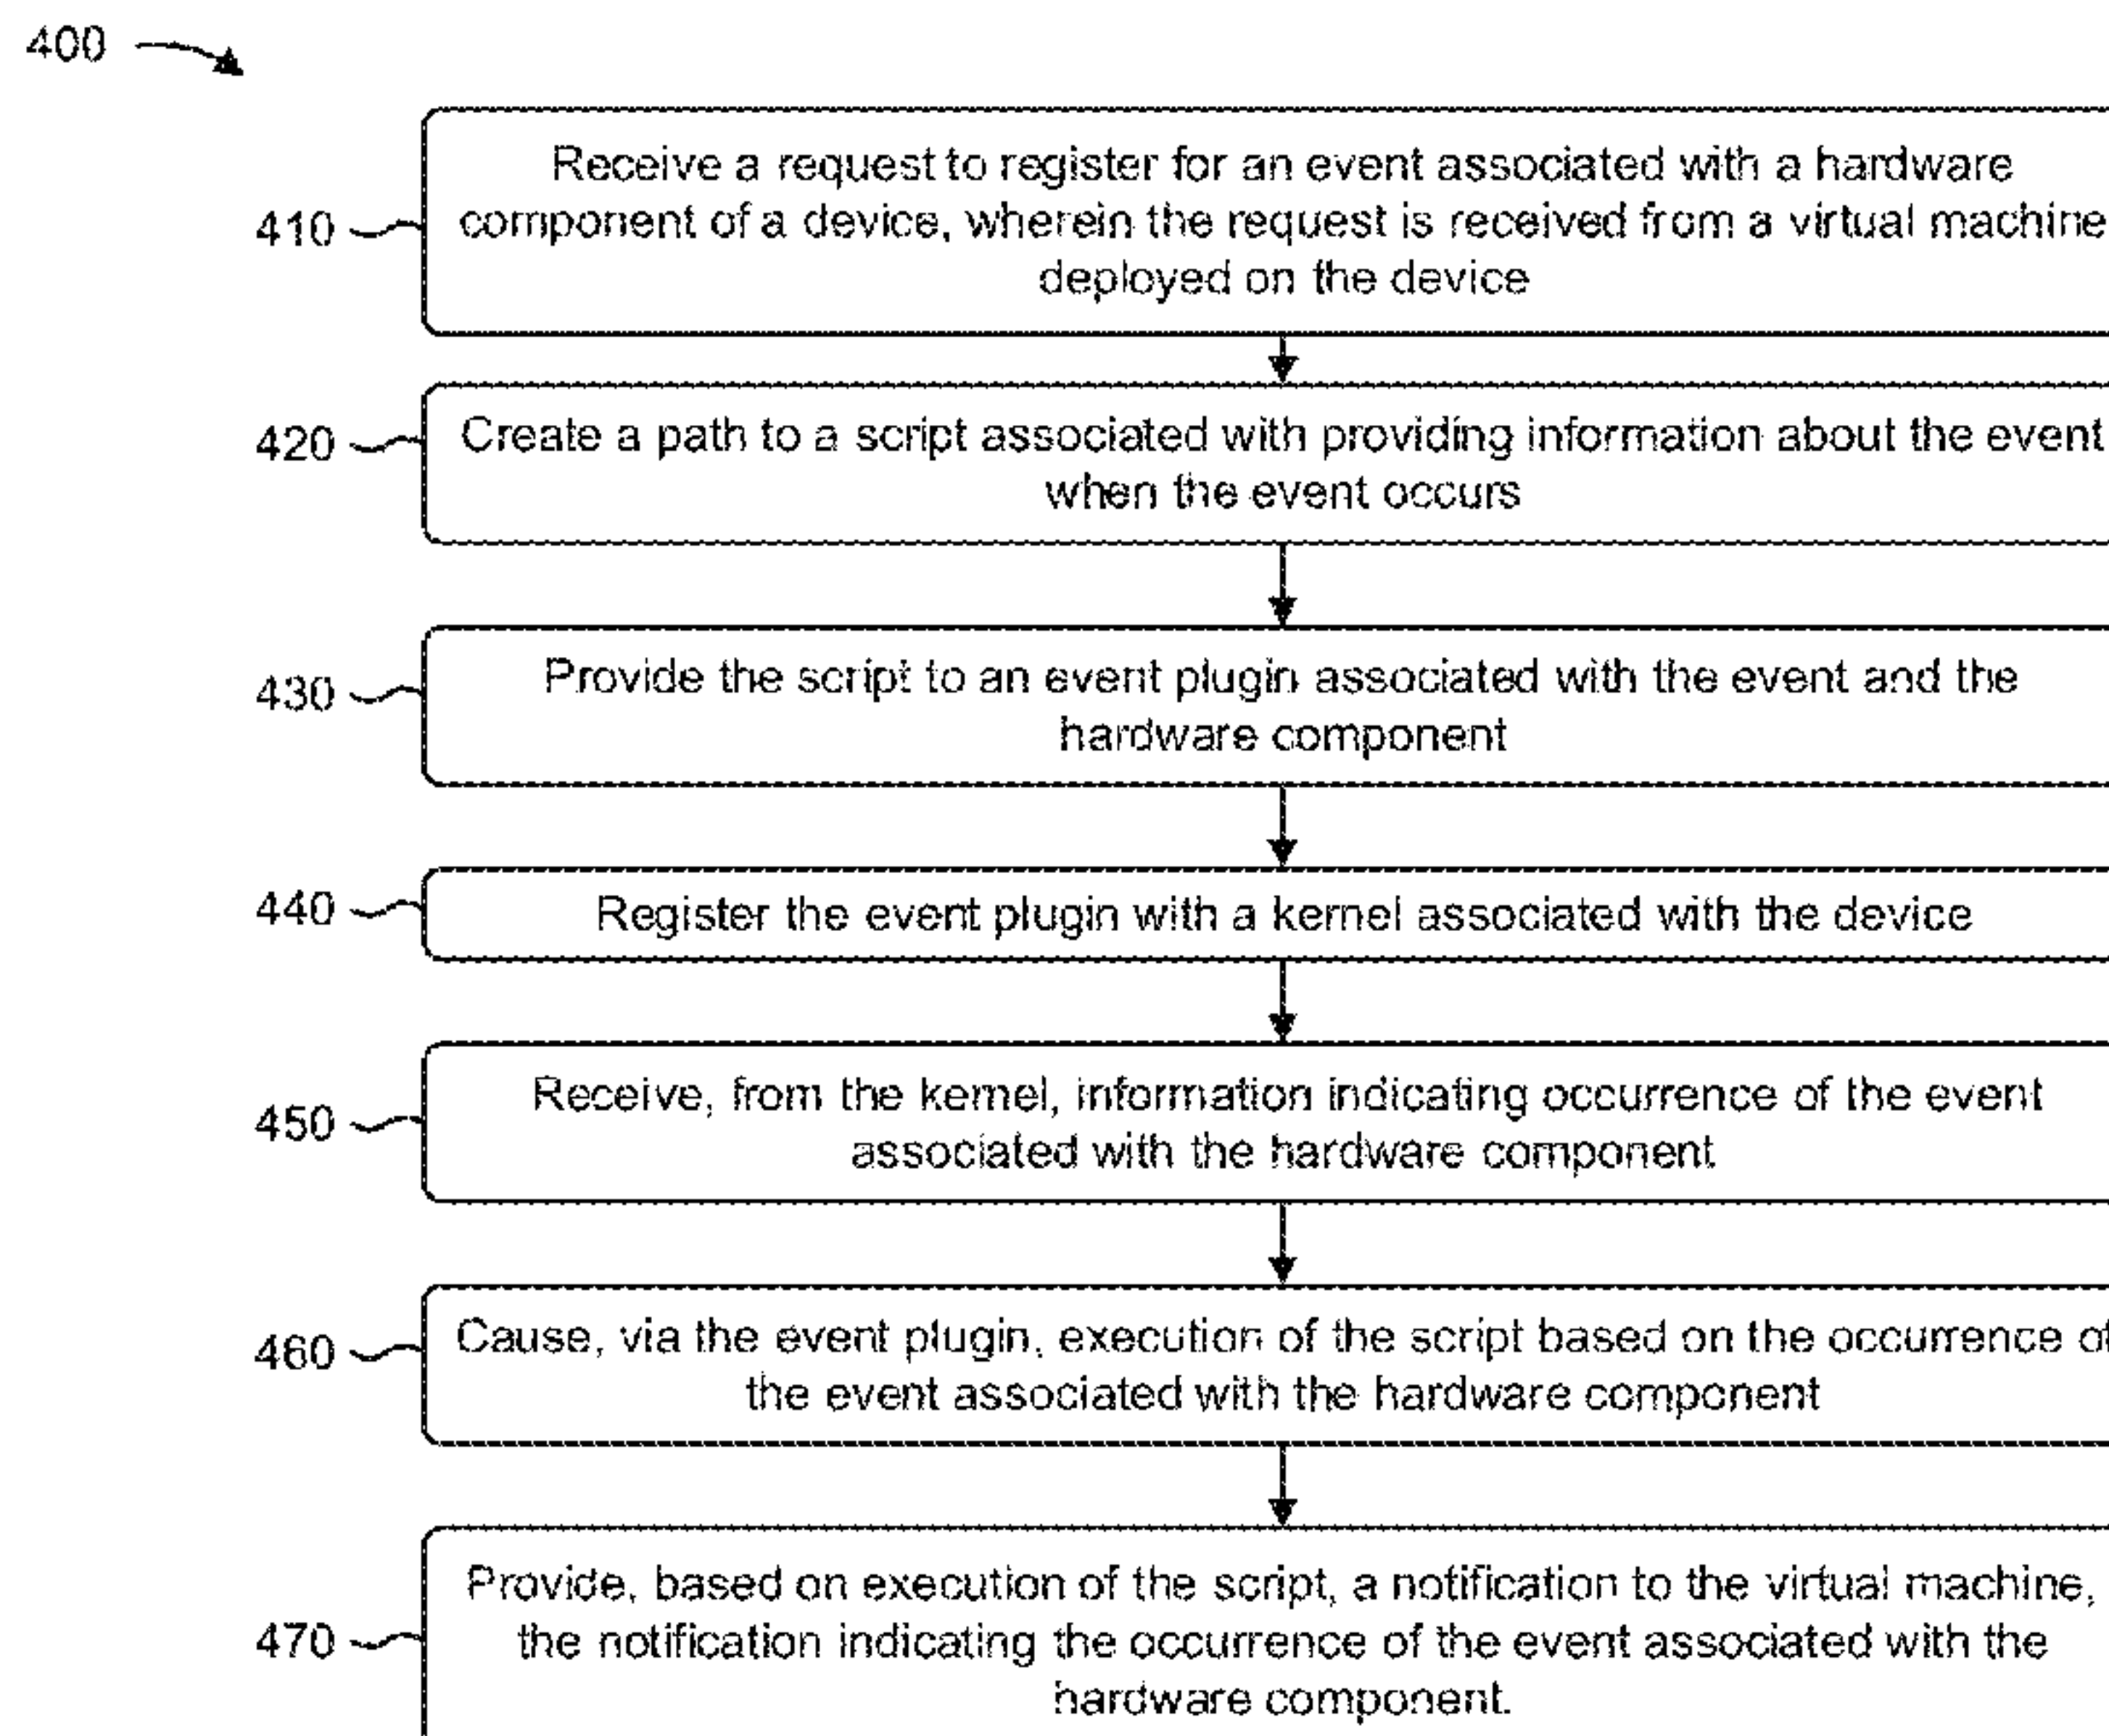 400
410
Receive a request to register for an event associated with a hardware
component of a device, wherein the request is received from a virtual machine
deployed on the device
420
Create a path to a script associated with providing information about the event
when the event occurs
430
Provide the script to an event plugin associated with the event and the
hardware component
440
Register the event plugin with a kernel associated with the device
450
Receive, from the kernel, information indicating occurrence of the event
associated with the hardware component
460
Cause, via the event plugin, execution of the script based on the occurrence of
the event associated with the hardware component
470
Provide, based on execution of the script, a notification to the virtual machine,
the notification indicating the occurrence of the event associated with the
hardware component.